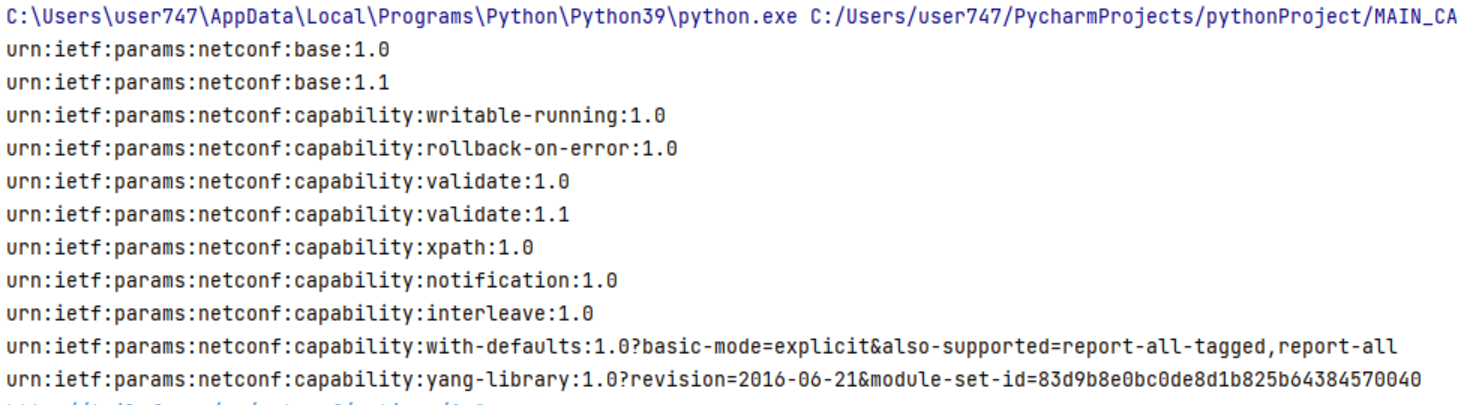 C:\Users\user747\AppData\Local\Programs\Python\Python39\python.exe C:/Users/user747/PycharmProjects/pythonProject/MAIN_CA
urn:ietf:params:netconf:base:1.0
urn:ietf:params:netconf:base:1.1
urn:ietf:params:netconf:capability:writable-running:1.0
urn:ietf:params:netconf:capability:rollback-on-error:1.0
urn:ietf:params:netconf:capability:validate:1.0
urn:ietf:params:netconf:capability:validate:1.1
urn:ietf:params:netconf:capability:xpath:1.0
urn:ietf:params:netconf:capability:notification:1.0
urn:ietf:params:netconf:capability:interleave:1.0
urn:ietf:params:netconf:capability:with-defaults:1.0?basic-mode=explicit&also-supported=report-all-tagged,report-all
urn:ietf:params:netconf:capability:yang-library:1.0?revision=2016-06-21&module-set-id=83d9b8e0bc0de8d1b825b64384570040